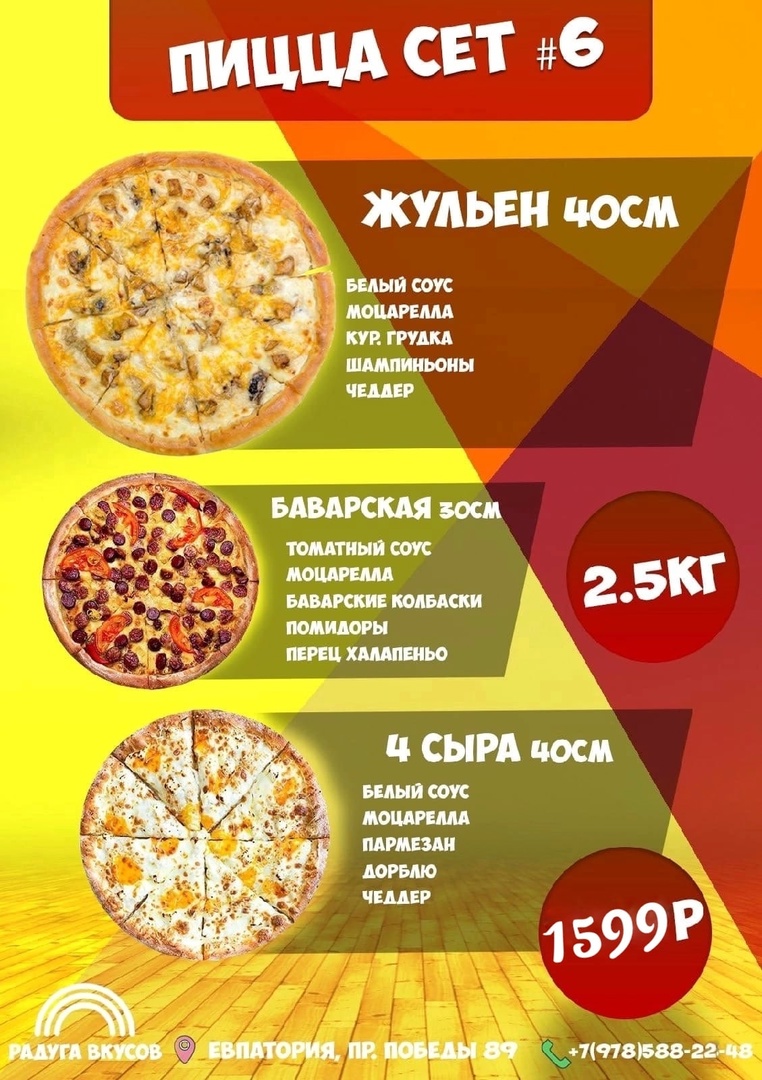 ПИЦЦА СЕТ #6
ЖУЛЬЕН 40СМ
БЕЛЫЙ СОУС
МОЦАРЕЛЛА
КУР. ГРУДКА
ШАМПИНЬОНЫ
ЧЕДДЕР
БАВАРСКАЯ 30СМ
ТОМАТНЫЙ СОУС
МОЦАРЕЛЛА
БАВАРСКИЕ КОЛБАСКИ
ПОМИДОРЫ
ПЕРЕЦ ХАЛАПЕНЬО
2.5КГ
4 СЫРА 40СМ
БЕЛЫЙ СОУС
МОЦАРЕЛЛА
ПАРМЕЗАН
ДОРБЛЮ
ЧЕДДЕР
1599Р
РАДУГА ВКУСОВ ЕВПАТОРИЯ, ПР. ПОБЕДЫ 89 +7(978)588-22-48